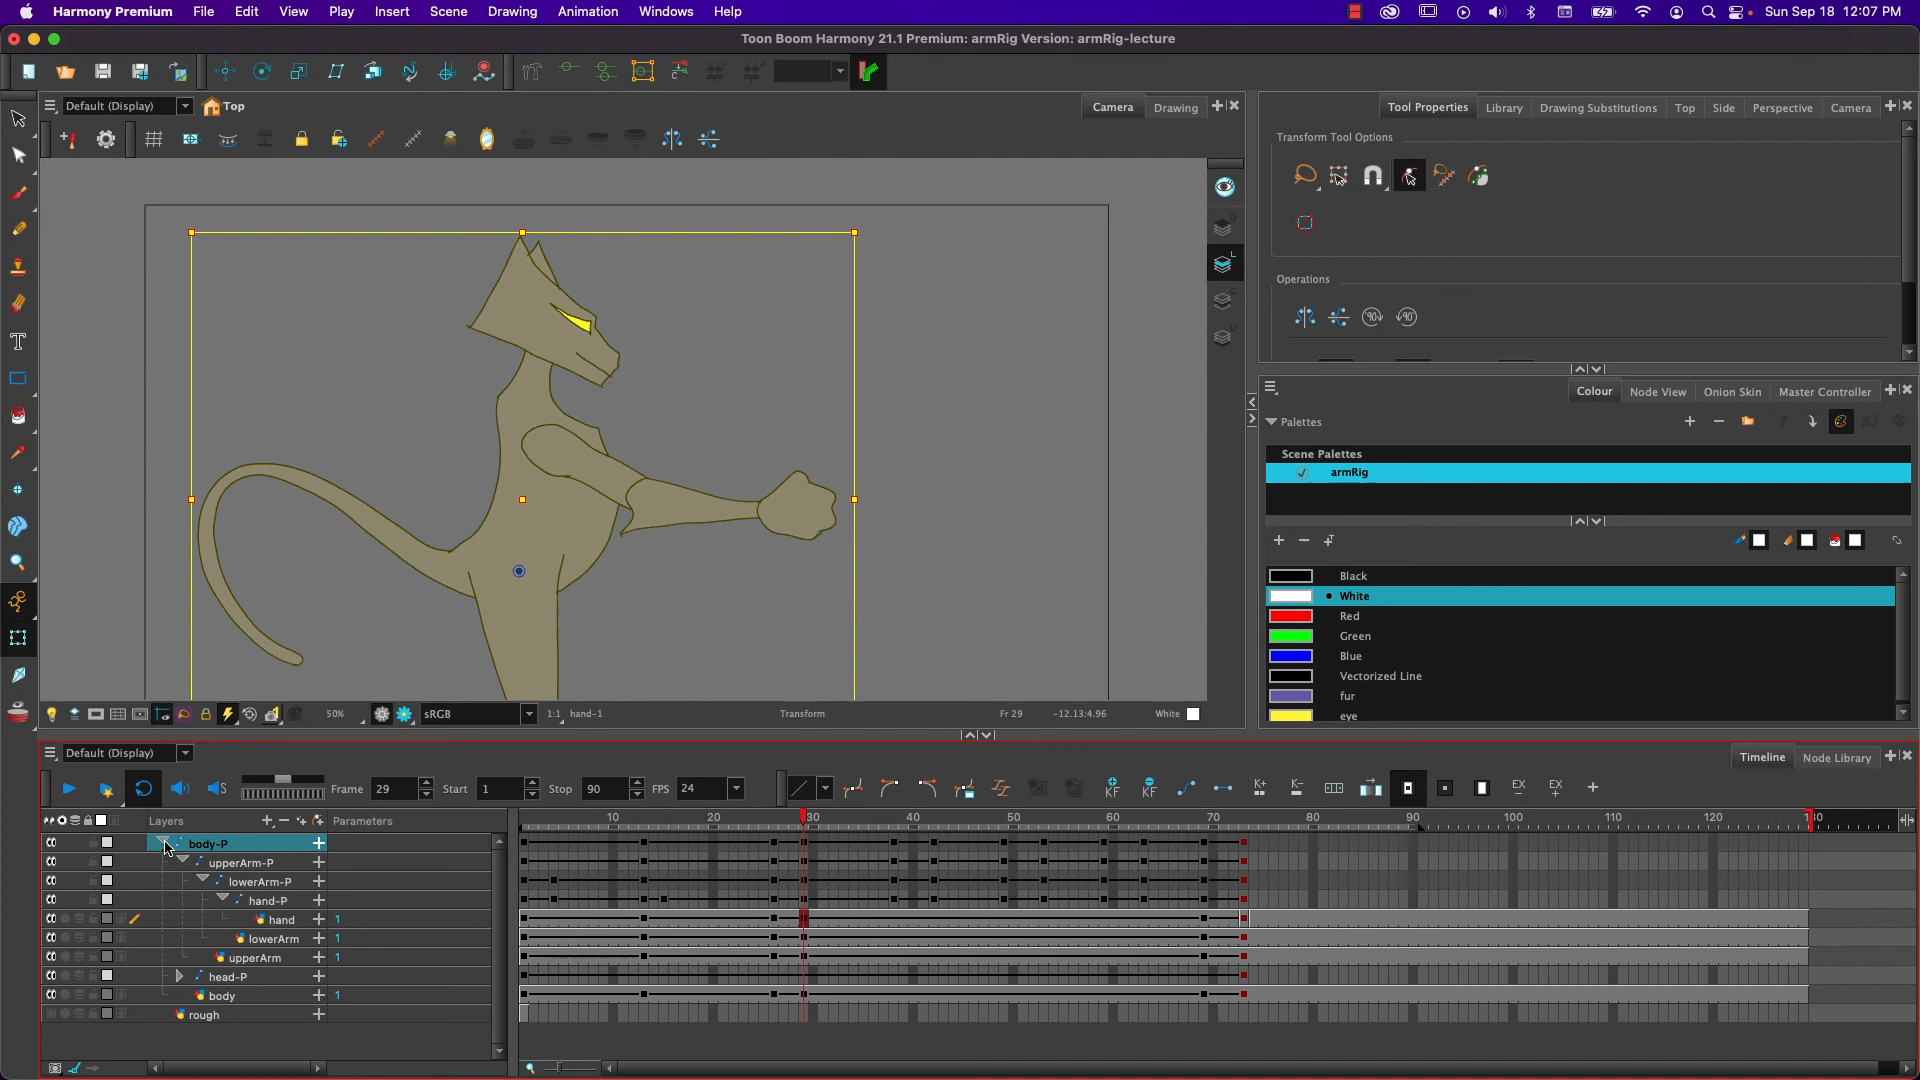 Harmony Premium File Edit View Play Insert Scene Drawing Animation Windows Help Sun Sep 18 12:07 PM
Toon Boom Harmony 21.1 Premium: armRig Version: armRig-lecture
Default (Display) Top Camera Drawing
Tool Properties Library Drawing Substitutions Top Side Perspective Camera
Transform Tool Options
Operations
Colour Node View Onion Skin Master Controller
Palettes
Scene Palettes
armRig
Black
White
Red
Green
Blue
Vectorized Line
fur
eye
50% sRGB 1:1 hand-1 Transform Fr 29 -12.13:4.96 White
Default (Display) Timeline Node Library
Frame 29 Start 1 Stop 90 FPS 24 EX EX
Layers Parameters 10 20 30 40 50 60 70 80 90 100 110 120
body-P
upperArm-P
lowerArm-P
hand-P
hand 1
lowerArm 1
upperArm 1
head-P
body 1
rough